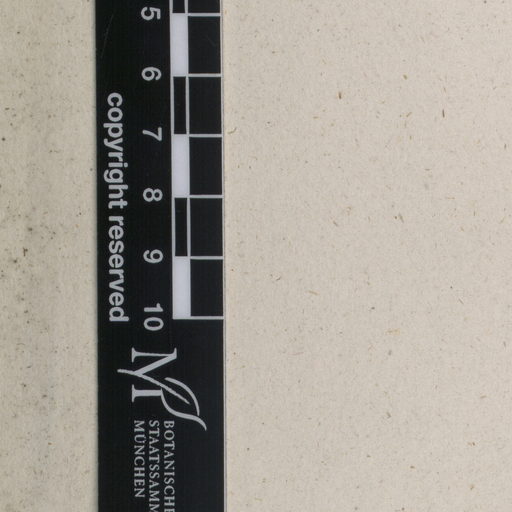 5
6
7
8
9
10
copyright reserved
M
BOTANISCHE
STAATSSAMM
MÜNCHEN